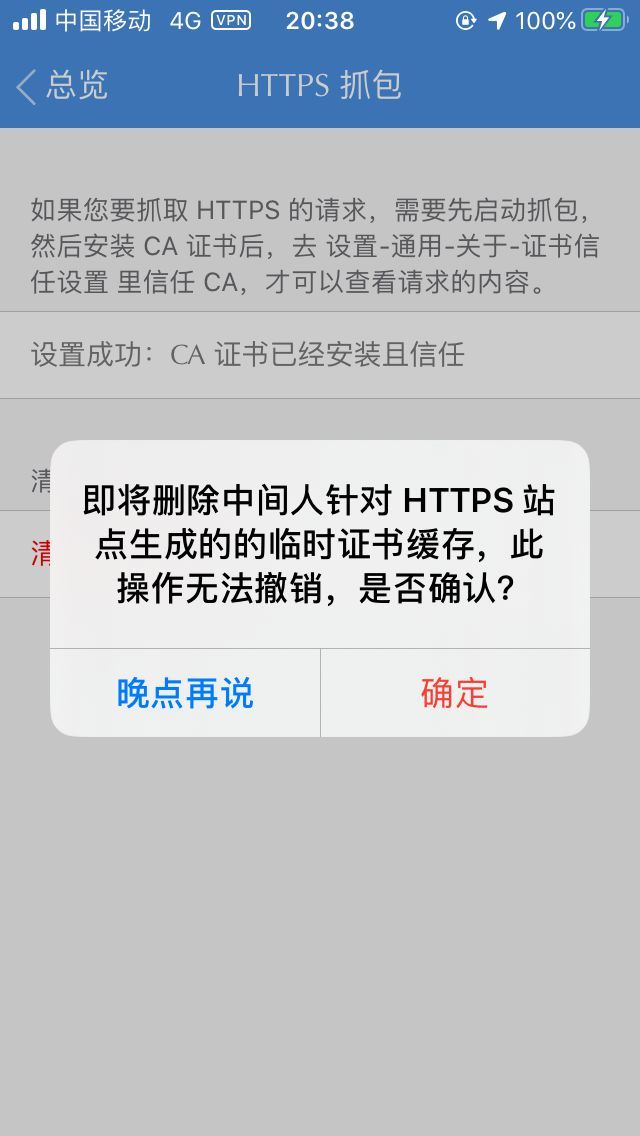 中国移动 4G VPN 20:38 100%
总览 HTTPS 抓包
如果您要抓取 HTTPS 的请求，需要先启动抓包，
然后安装 CA 证书后，去 设置-通用-关于-证书信
任设置 里信任 CA，才可以查看请求的内容。
设置成功：CA 证书已经安装且信任
清
清
即将删除中间人针对 HTTPS 站
点生成的的临时证书缓存，此
操作无法撤销，是否确认？
晚点再说 确定